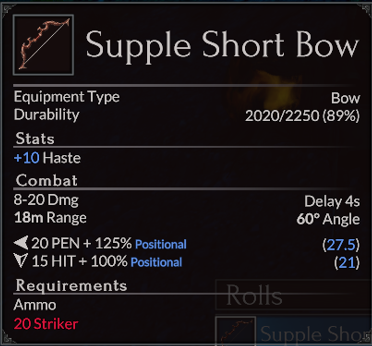 Supple Short Bow
Equipment Type Bow
Durability 2020/2250 (89%)
Stats
+10 Haste
Combat
8-20 Dmg Delay 4s
18m Range 60° Angle
20 PEN + 125% Positional (27.5)
15 HIT + 100% Positional (21)
Requirements
Ammo
20 Striker
Rolls
Supple Sho